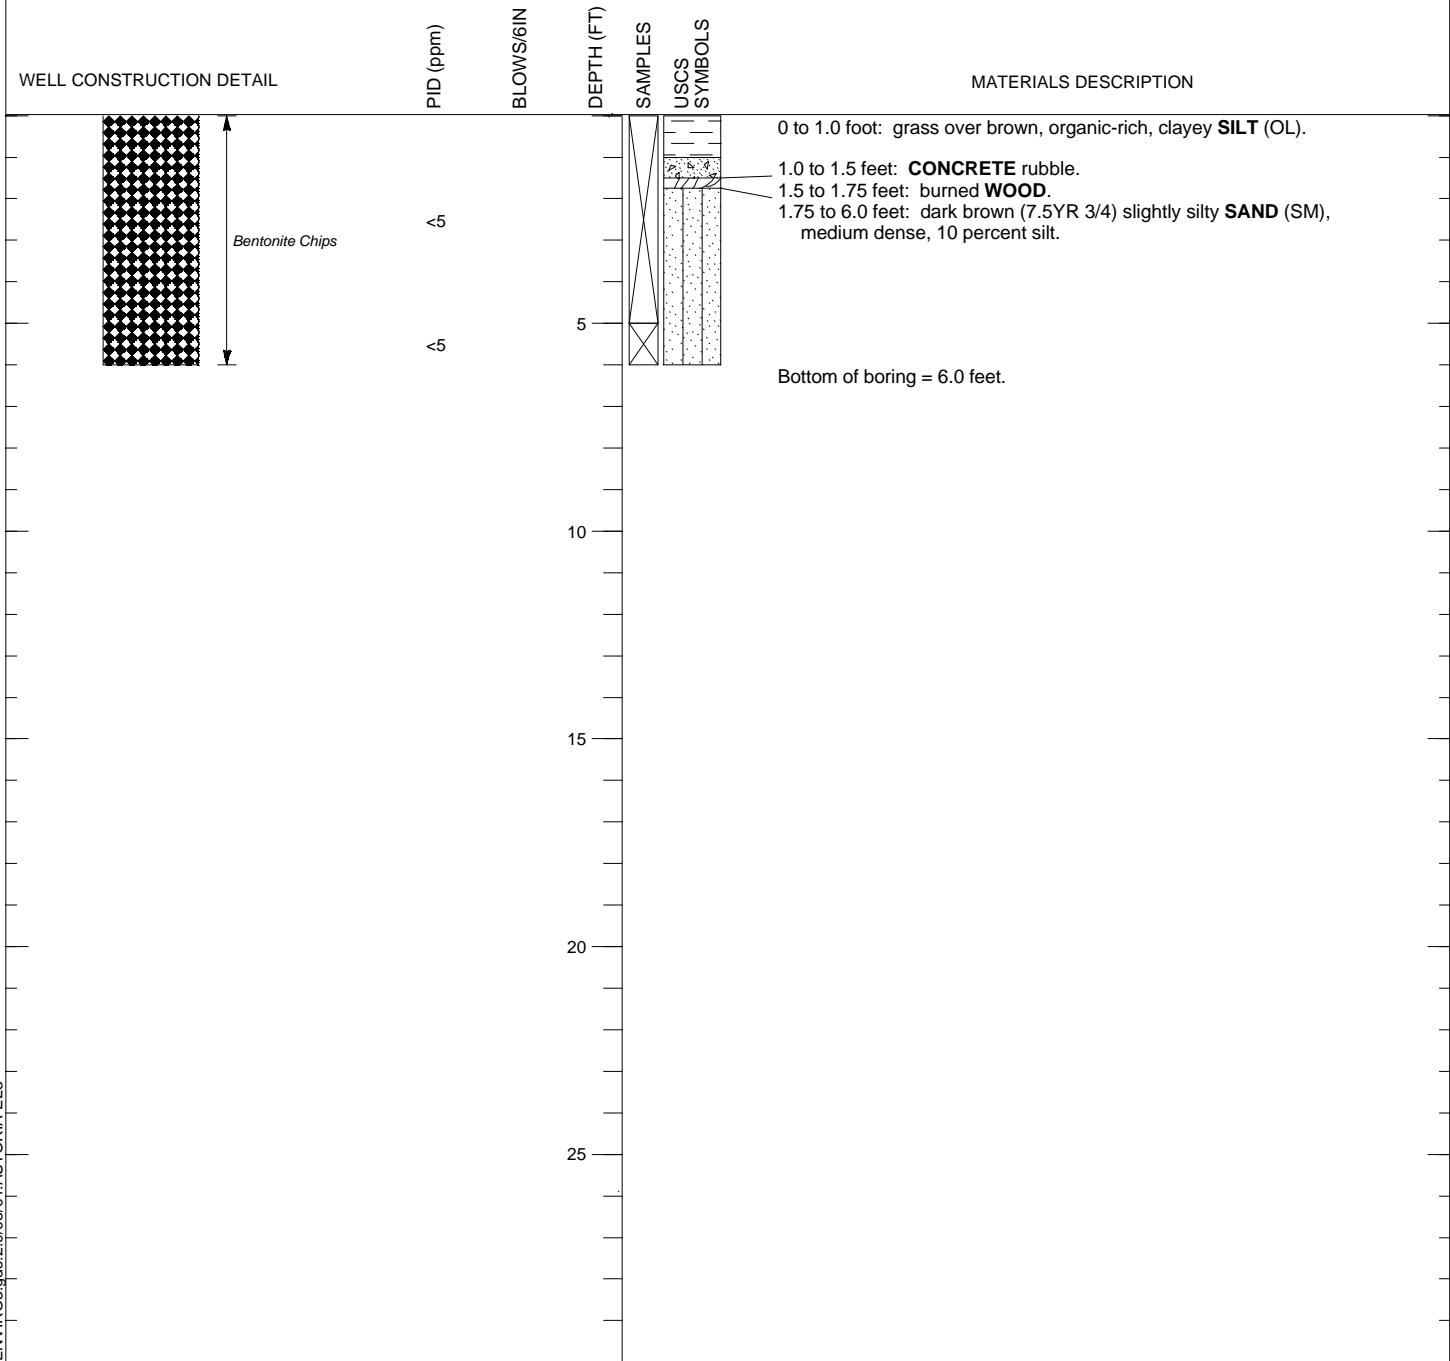 WELL CONSTRUCTION DETAIL
PID (ppm)
BLOWS/6IN
DEPTH (FT)
SAMPLES
USCS
SYMBOLS
MATERIALS DESCRIPTION
0 to 1.0 foot: grass over brown, organic-rich, clayey SILT (OL).
1.0 to 1.5 feet: CONCRETE rubble.
1.5 to 1.75 feet: burned WOOD.
1.75 to 6.0 feet: dark brown (7.5YR 3/4) slightly silty SAND (SM),
medium dense, 10 percent silt.
<5
Bentonite Chips
5
<5
Bottom of boring = 6.0 feet.
10
15
20
25